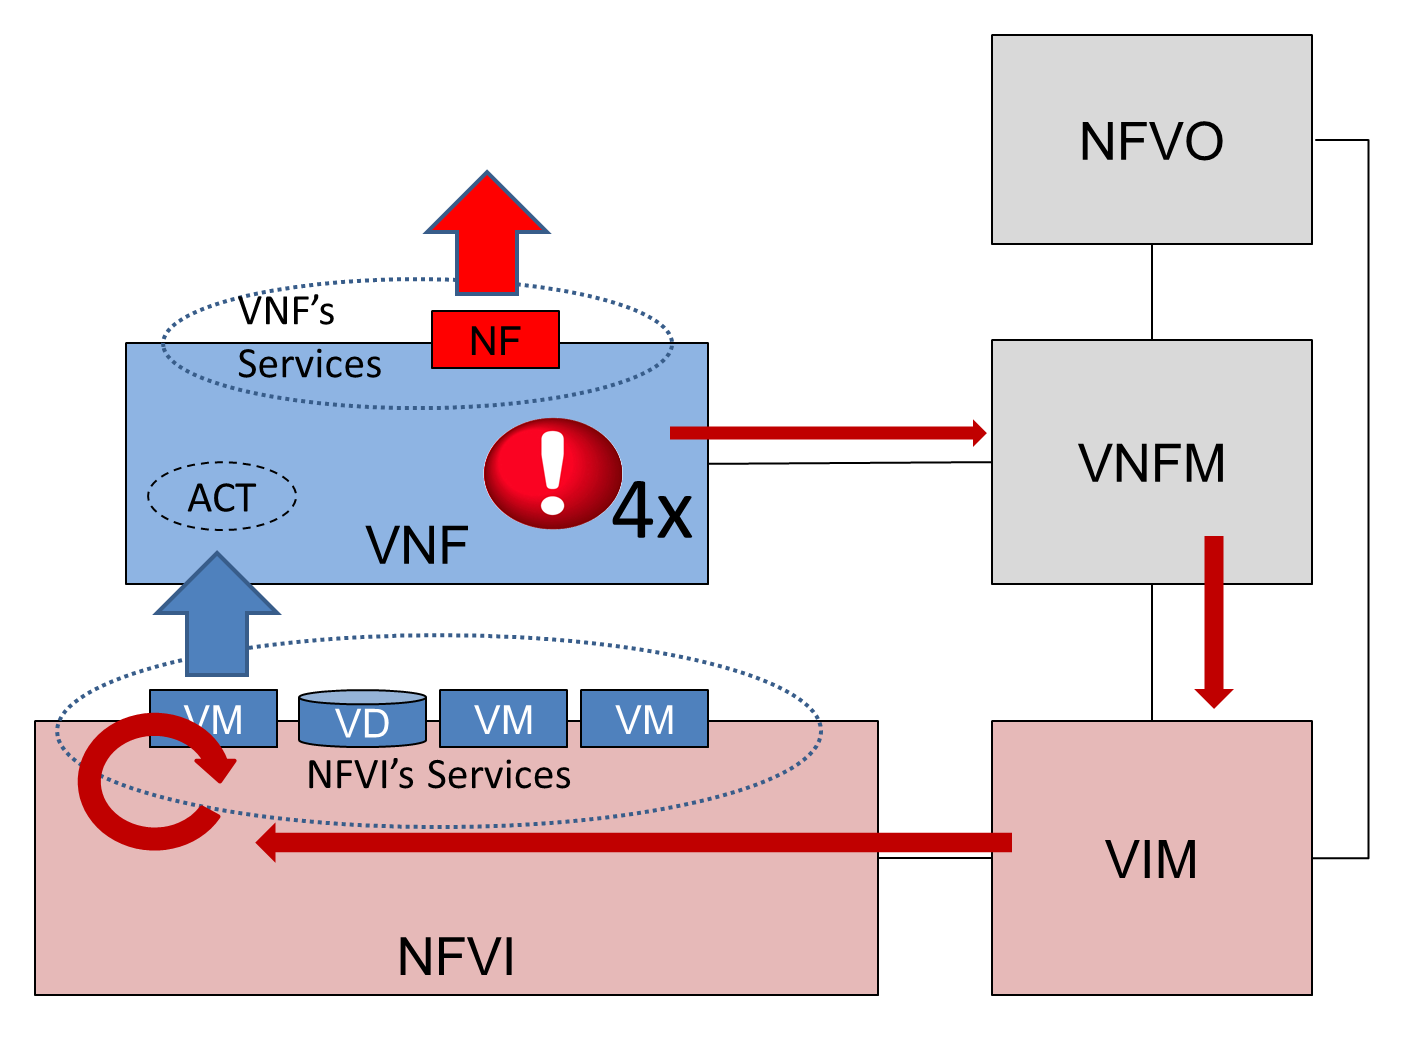 NFVO
VNF's
Services
NF
VNFM
ACT
!
4x
VNF
VM
VD
VM
VM
NFVI's Services
VIM
NFVI